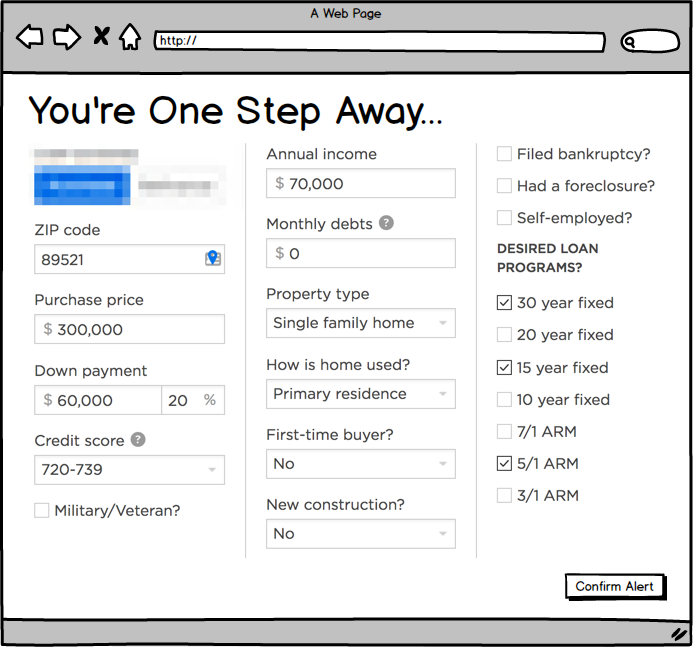 A Web Page
http://
You're One Step Away...
ZIP code
89521
Purchase price
$ 300,000
Down payment
$ 60,000 20 %
Credit score ?
720-739
Military/Veteran?
Annual income
$ 70,000
Monthly debts ?
$ 0
Property type
Single family home
How is home used?
Primary residence
First-time buyer?
No
New construction?
No
Filed bankruptcy?
Had a foreclosure?
Self-employed?
DESIRED LOAN
PROGRAMS?
30 year fixed
20 year fixed
15 year fixed
10 year fixed
7/1 ARM
5/1 ARM
3/1 ARM
Confirm Alert